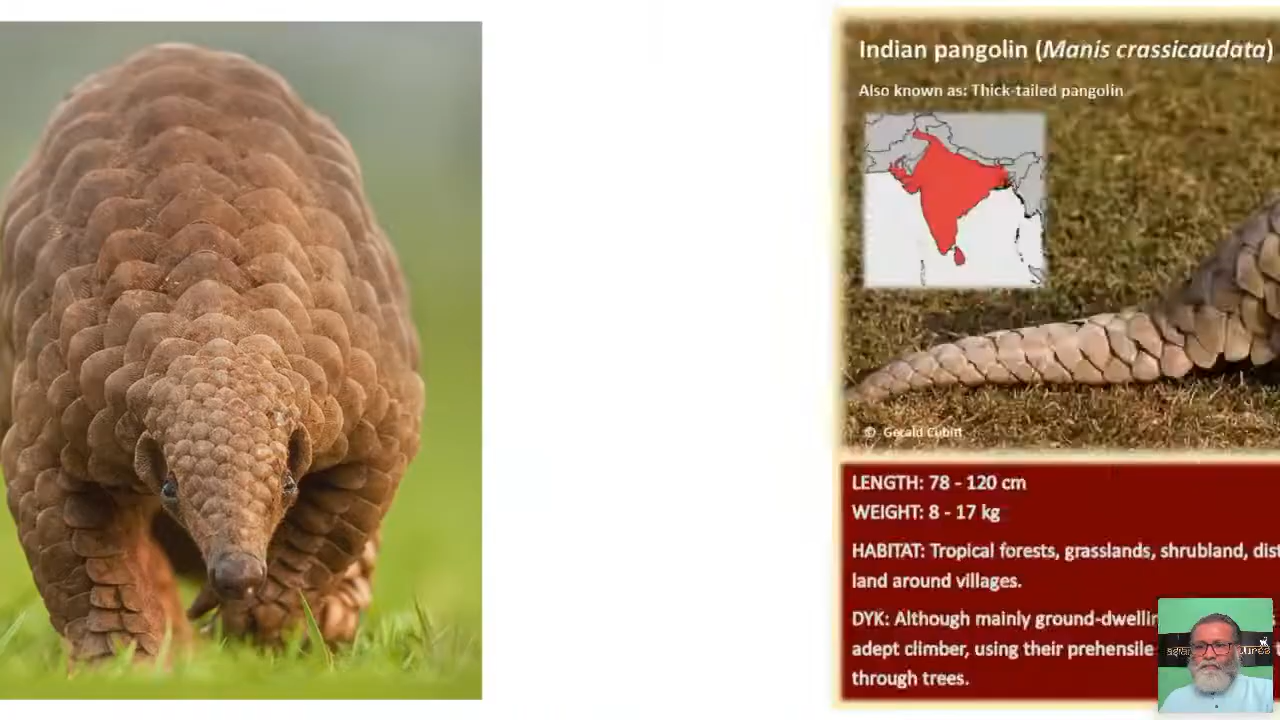 Indian pangolin (Manis crassicaudata)
Also known as: Thick-tailed pangolin
© Gerald Cubitt
LENGTH: 78 - 120 cm
WEIGHT: 8 - 17 kg
HABITAT: Tropical forests, grasslands, shrubland,
land around villages.
DYK: Although mainly
adept climber, using their prehensile
through trees.